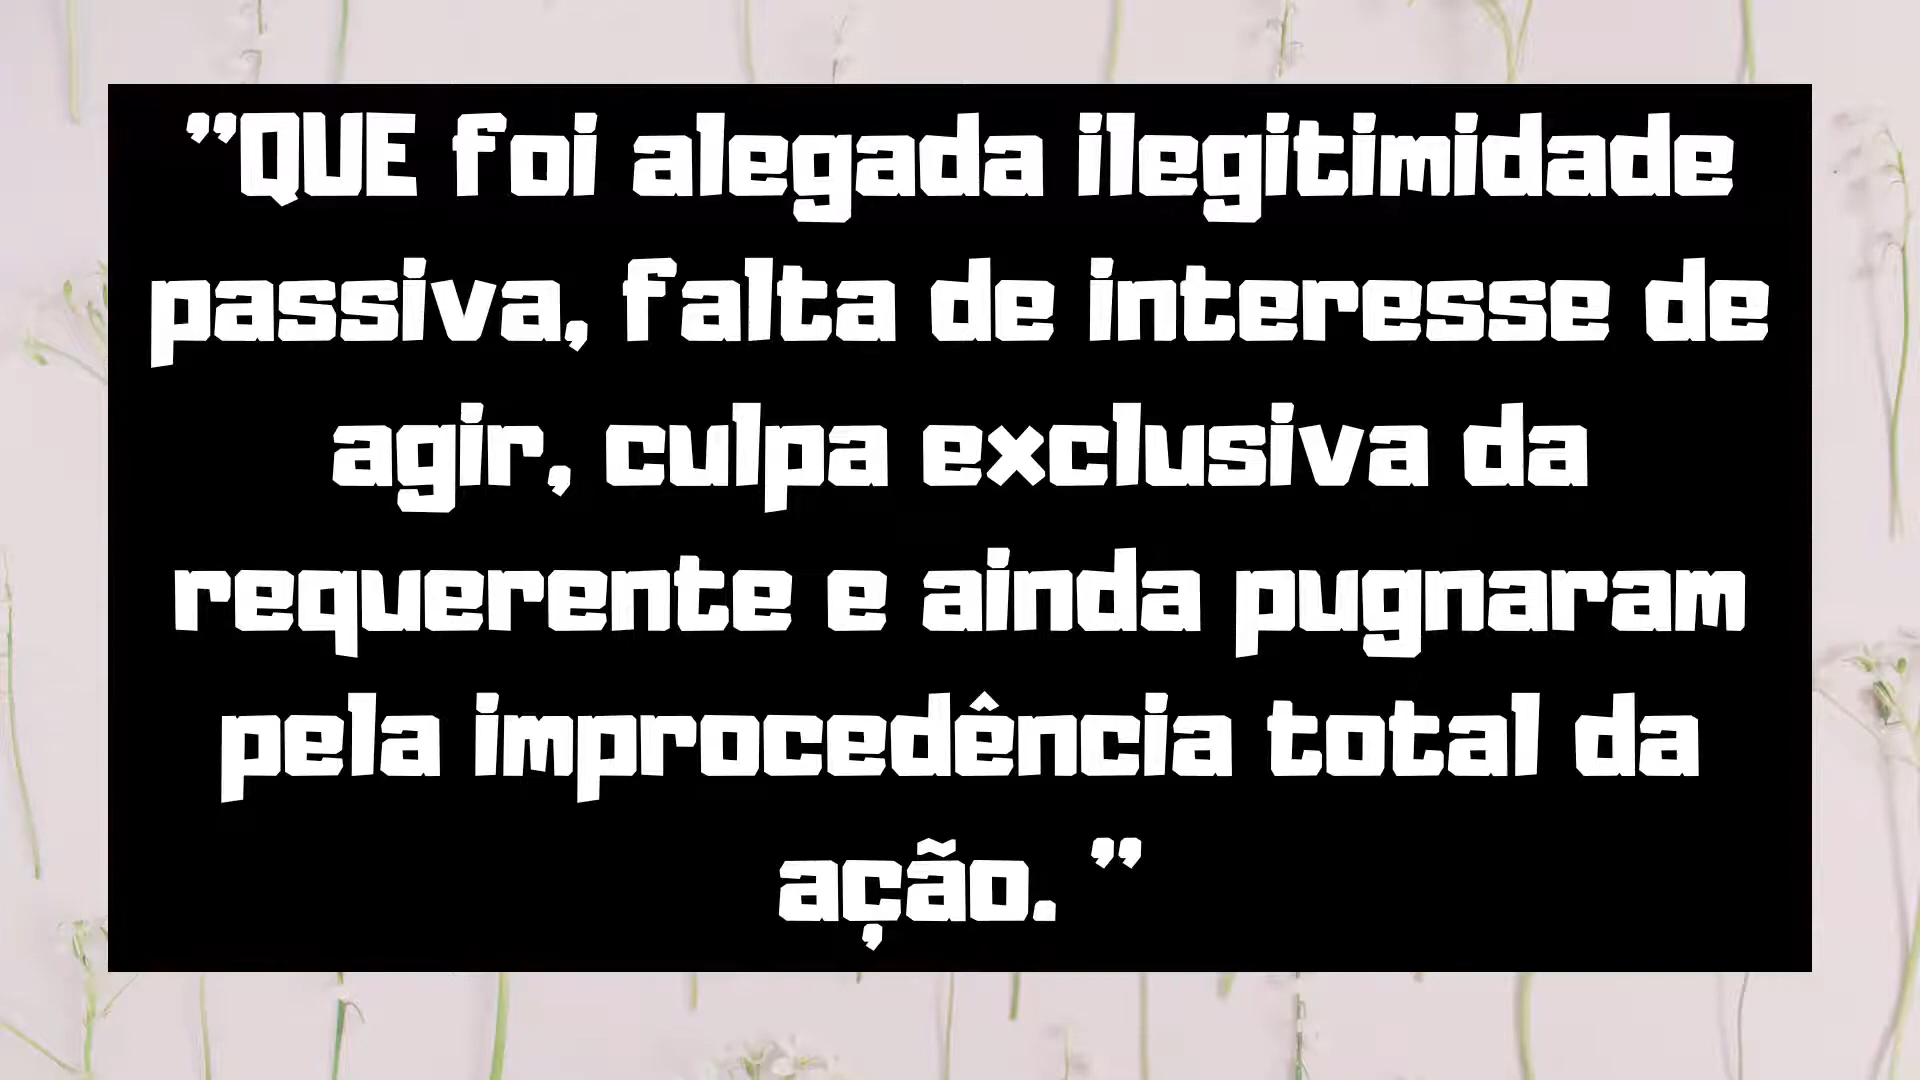 "QUE foi alegada ilegitimidade
passiva, falta de interesse de
agir, culpa exclusiva da
requerente e ainda pugnaram
pela improcedência total da
ação. "